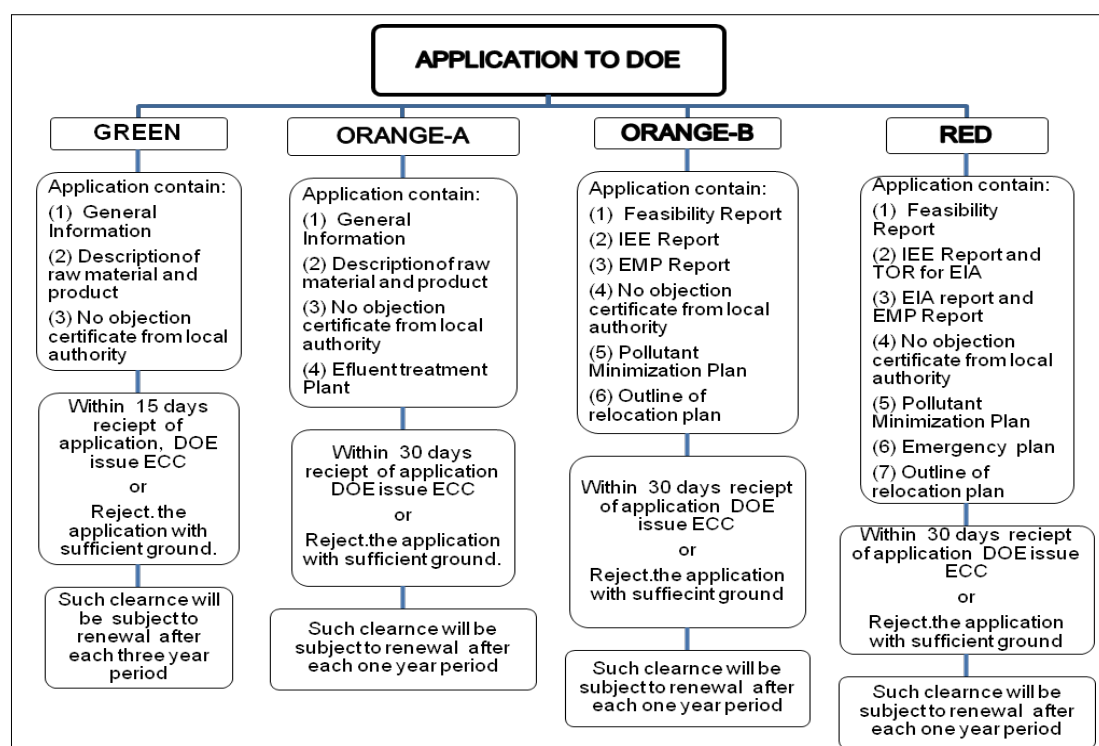 APPLICATION TO DOE
GREEN
Application contain:
(1) General
Information
(2) Description of
raw material and
product
(3) No objection
certificate from local
authority
Within 15 days
reciept of
application, DOE
issue ECC
or
Reject.the
application with
sufficient ground.
Such clearnce will
be subject to
renewal after
each three year
period
ORANGE-A
Application contain:
(1) General
Information
(2) Description of raw
material and product
(3) No objection
certificate from local
authority
(4) Efluent treatment
Plant
Within 30 days
reciept of application
DOE issue ECC
or
Reject.the application
with sufficient ground.
Such clearnce will be
subject to renewal after
each one year period
ORANGE-B
Application contain:
(1) Feasibility Report
(2) IEE Report
(3) EMP Report
(4) No objection
certificate from local
authority
(5) Pollutant
Minimization Plan
(6) Outline of
relocation plan
Within 30 days reciept
of application DOE
issue ECC
or
Reject.the application
with suffiecint ground
Such clearnce will be
subject to renewal after
each one year period
RED
Application contain:
(1) Feasibility
Report
(2) IEE Report and
TOR for EIA
(3) EIA report and
EMP Report
(4) No objection
certificate from local
authority
(5) Pollutant
Minimization Plan
(6) Emergency plan
(7) Outline of
relocation plan
Within 30 days reciept
of application DOE issue
ECC
or
Reject.the application
with sufficient ground
Such clearnce will be
subject to renewal after
each one year period